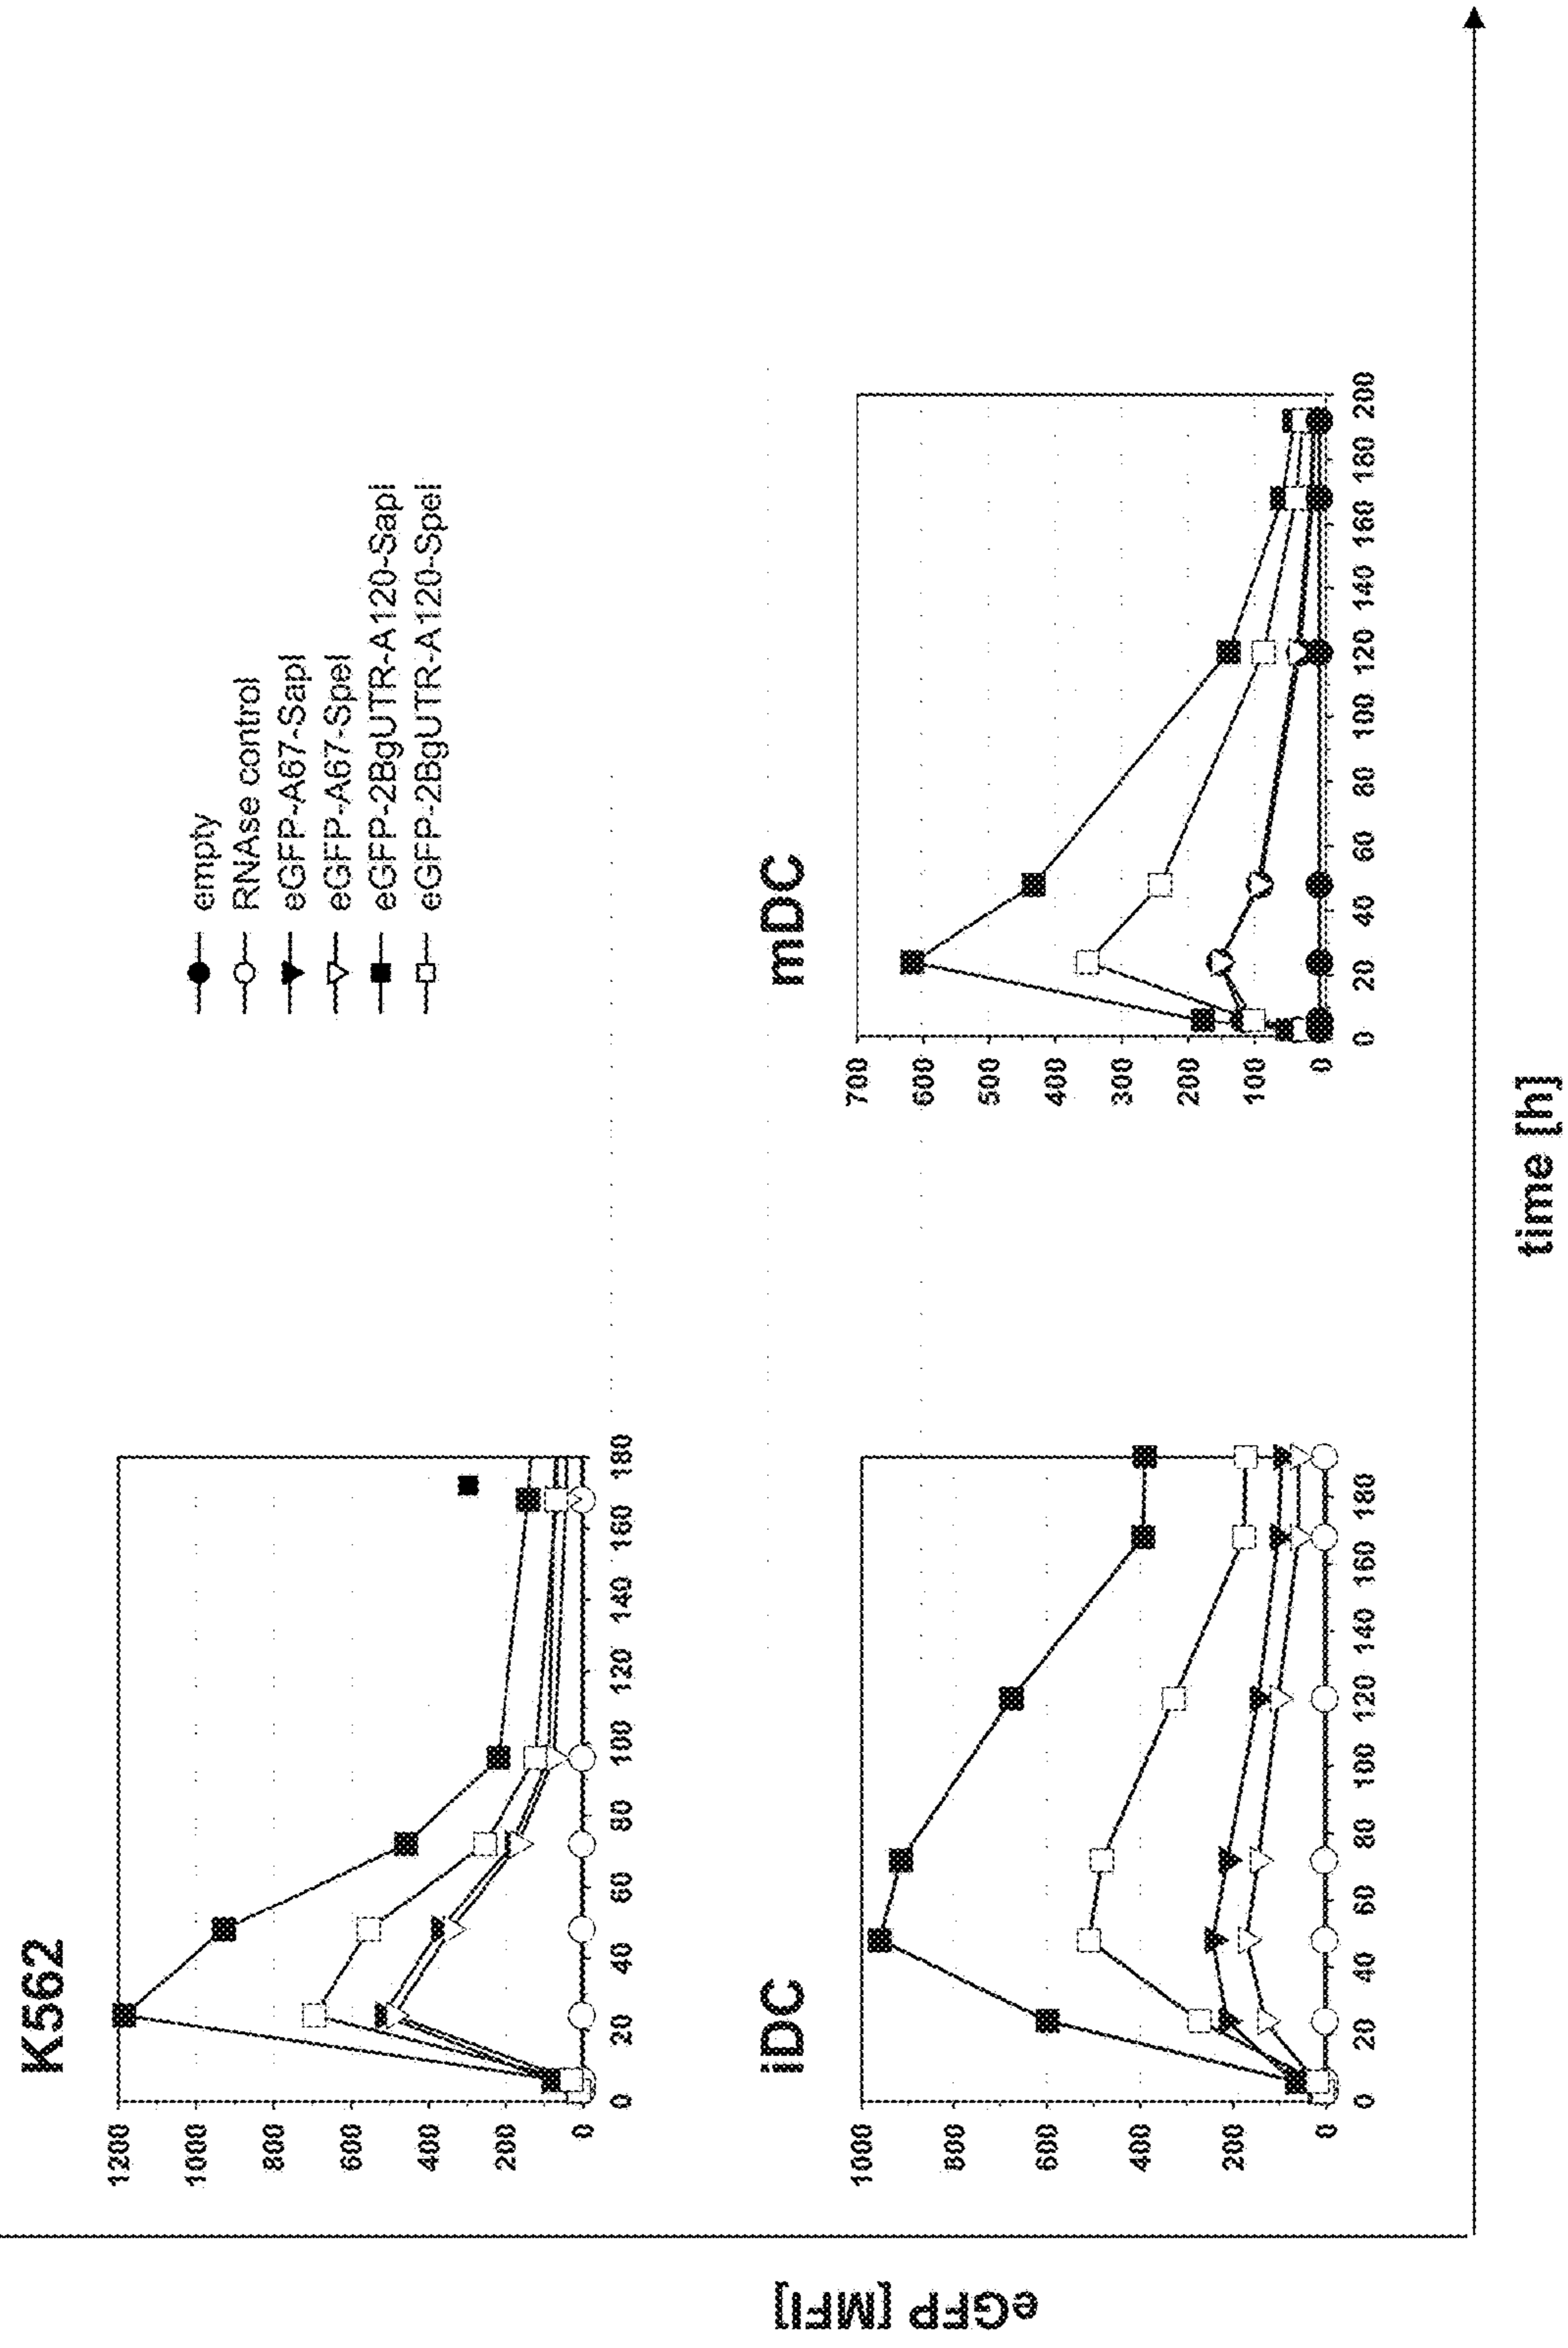 eGFP [MFI]
K562
1200
1000
800
600
400
200
0
0 20 40 60 80 100 120 140 160 180
empty
RNAse control
eGFP-A67-SapI
eGFP-A67-SpeI
eGFP-2BgUTR-A120-SapI
eGFP-2BgUTR-A120-SpeI
iDC
1000
800
600
400
200
0
0 20 40 60 80 100 120 140 160 180
mDC
700
600
500
400
300
200
100
0
0 20 40 60 80 100 120 140 160 180 200
time [h]